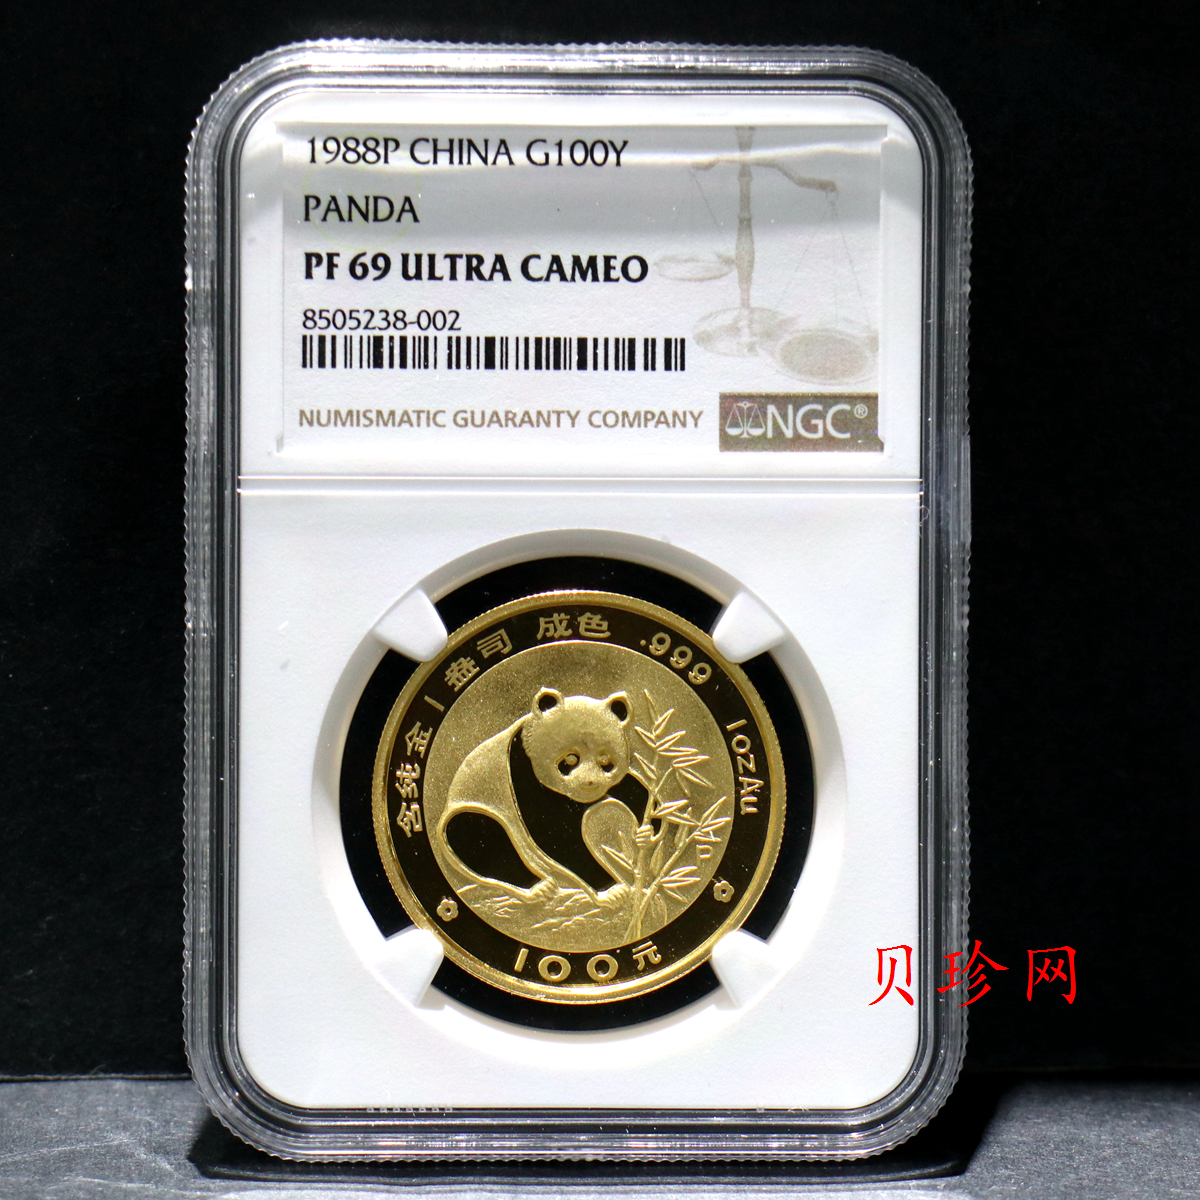 1988P CHINA G100Y
PANDA
PF 69 ULTRA CAMEO
8505238-002
NUMISMATIC GUARANTY COMPANY
NGC®
含纯金一盎司 成色 .999 1ozAu
100元
贝珍网